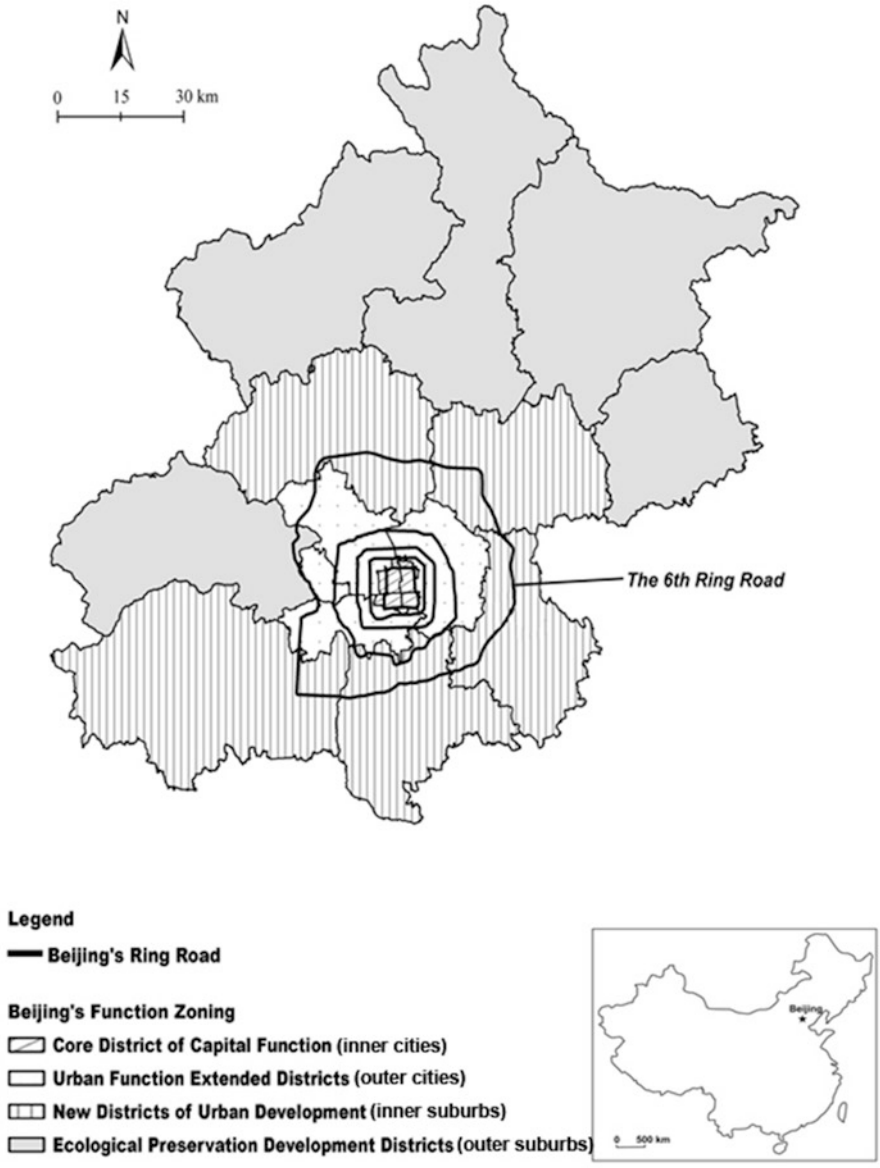 N
0 15 30 km
The 6th Ring Road
Legend
Beijing's Ring Road
Beijing's Function Zoning
Core District of Capital Function (inner cities)
Urban Function Extended Districts (outer cities)
New Districts of Urban Development (inner suburbs)
Ecological Preservation Development Districts (outer suburbs)
Beijing
0 500 km